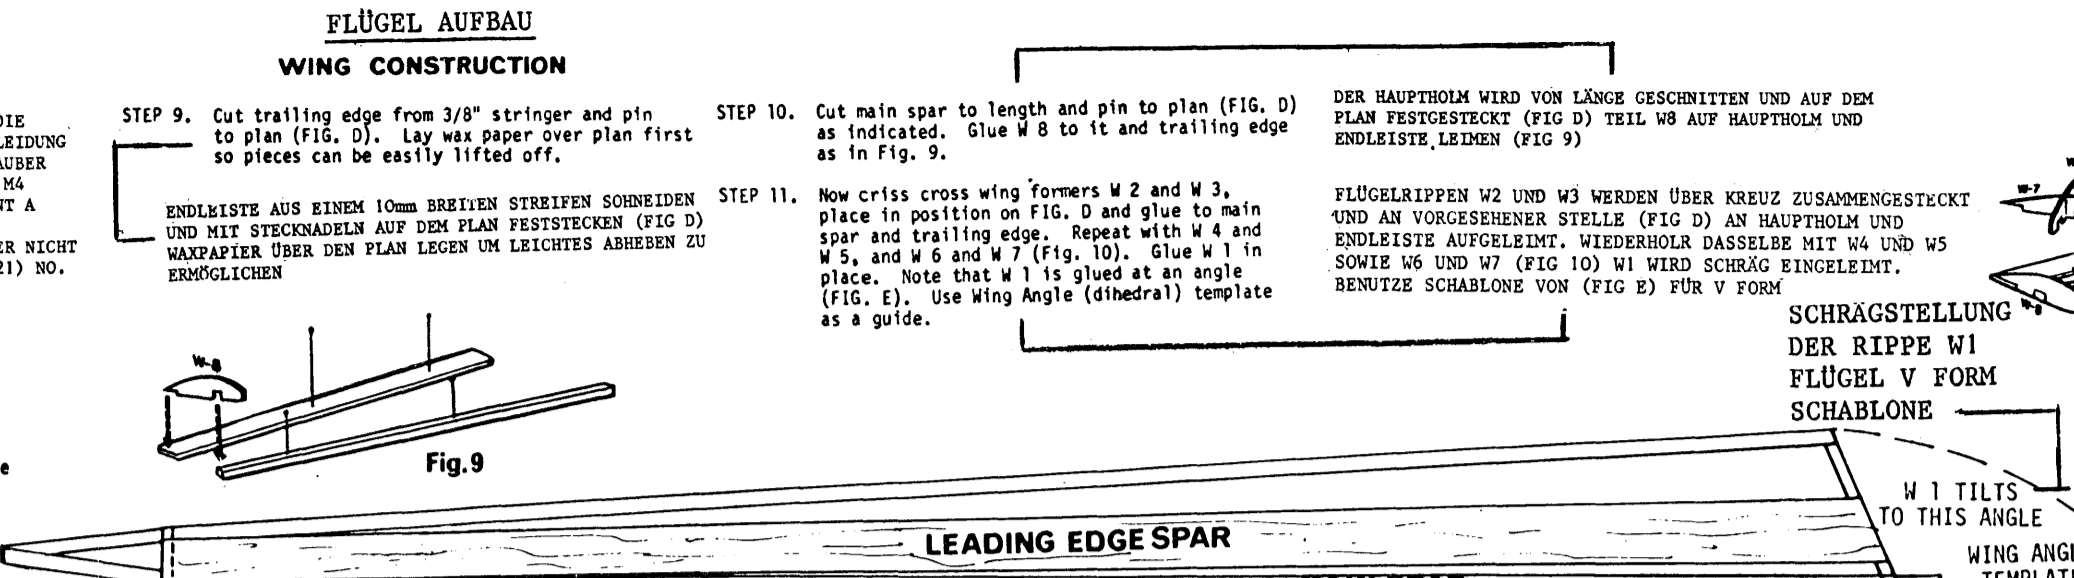 FLÜGEL AUFBAU
WING CONSTRUCTION
DIE
LEIDUNG
AUBER
M4
NT A
ER NICHT
21) NO.
e
STEP 9. Cut trailing edge from 3/8" stringer and pin
to plan (FIG. D). Lay wax paper over plan first
so pieces can be easily lifted off.
ENDLEISTE AUS EINEM 10mm BREITEN STREIFEN SOHNEIDEN
UND MIT STECKNADELN AUF DEM PLAN FESTSTECKEN (FIG D)
WAXPAPIER ÜBER DEN PLAN LEGEN UM LEICHTES ABHEBEN ZU
ERMÖGLICHEN
W-8
Fig.9
STEP 10. Cut main spar to length and pin to plan (FIG. D)
as indicated. Glue W 8 to it and trailing edge
as in Fig. 9.
STEP 11. Now criss cross wing formers W 2 and W 3,
place in position on FIG. D and glue to main
spar and trailing edge. Repeat with W 4 and
W 5, and W 6 and W 7 (Fig. 10). Glue W 1 in
place. Note that W 1 is glued at an angle
(FIG. E). Use Wing Angle (dihedral) template
as a guide.
DER HAUPTHOLM WIRD VON LÄNGE GESCHNITTEN UND AUF DEM
PLAN FESTGESTECKT (FIG D) TEIL W8 AUF HAUPTHOLM UND
ENDLEISTE LEIMEN (FIG 9)
FLÜGELRIPPEN W2 UND W3 WERDEN ÜBER KREUZ ZUSAMMENGESTECKT
UND AN VORGESEHENER STELLE (FIG D) AN HAUPTHOLM UND
ENDLEISTE AUFGELEIMT. WIEDERHOLR DASSELBE MIT W4 UND W5
SOWIE W6 UND W7 (FIG 10) W1 WIRD SCHRÄG EINGELEIMT.
BENUTZE SCHABLONE VON (FIG E) FÜR V FORM
W-7
SCHRÄGSTELLUNG
DER RIPPE W1
FLÜGEL V FORM
SCHABLONE
W 1 TILTS
TO THIS ANGLE
WING ANGL
TEMPLATE
LEADING EDGE SPAR